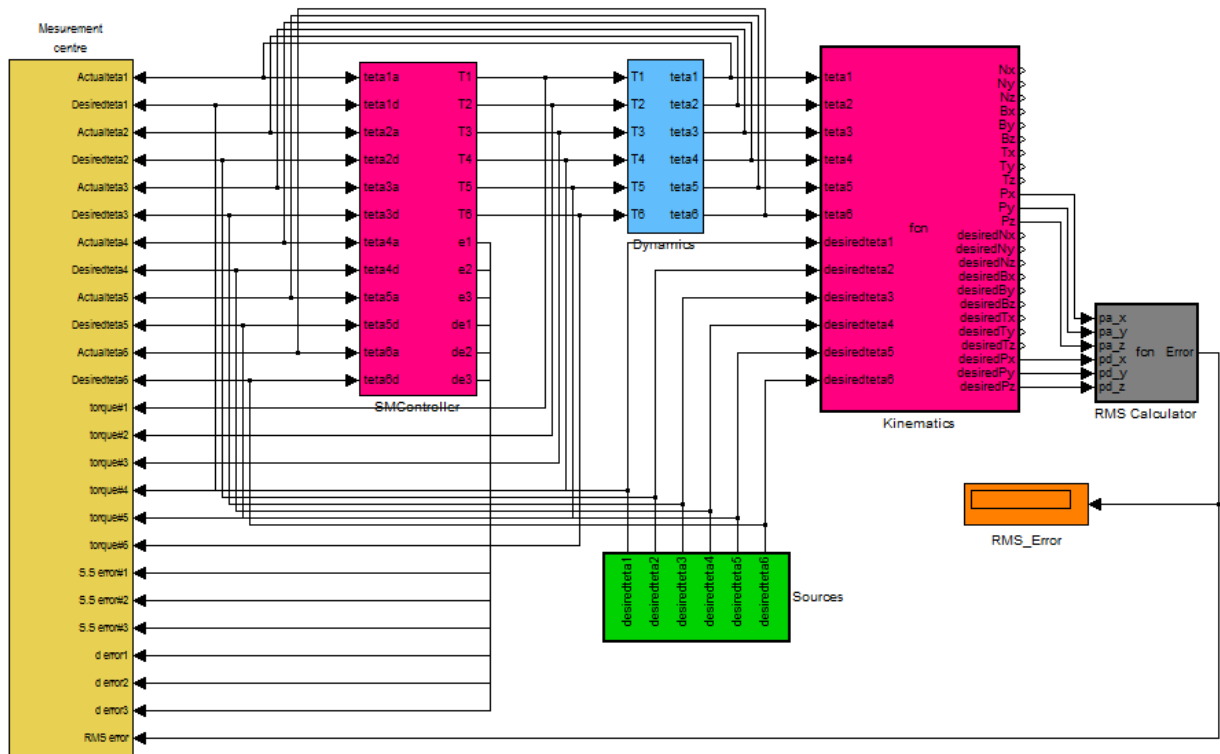 Mesurement
centre
Actualteta1
Desiredteta1
Actualteta2
Desiredteta2
Actualteta3
Desiredteta3
Actualteta4
Desiredteta4
Actualteta5
Desiredteta5
Actualteta6
Desiredteta6
torque#1
torque#2
torque#3
torque#4
torque#5
torque#6
S.S error#1
S.S error#2
S.S error#3
d error1
d error2
d error3
RMS error
teta1a
teta1d
teta2a
teta2d
teta3a
teta3d
teta4a
teta4d
teta5a
teta5d
teta6a
teta6d
T1
T2
T3
T4
T5
T6
e1
e2
e3
de1
de2
de3
SMController
T1
T2
T3
T4
T5
T6
teta1
teta2
teta3
teta4
teta5
teta6
Dynamics
teta1
teta2
teta3
teta4
teta5
teta6
desiredteta1
desiredteta2
desiredteta3
desiredteta4
desiredteta5
desiredteta6
fcn
Nx
Ny
Nz
Bx
By
Bz
Tx
Ty
Tz
Px
Py
Pz
desiredNx
desiredNy
desiredNz
desiredBx
desiredBy
desiredBz
desiredTx
desiredTy
desiredTz
desiredPx
desiredPy
desiredPz
Kinematics
pa_x
pa_y
pa_z
pd_x
pd_y
pd_z
fcn
Error
RMS Calculator
RMS_Error
desiredteta1
desiredteta2
desiredteta3
desiredteta4
desiredteta5
desiredteta6
Sources